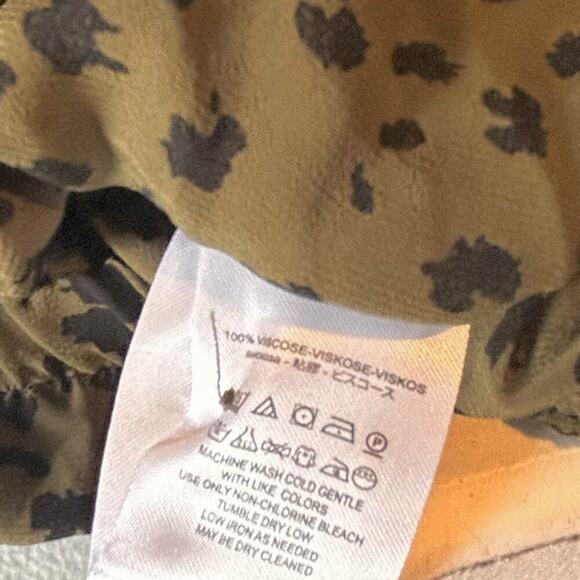 100% VISCOSE-VISKOSE-VISKOS
- 粘膠 - ビスコース
MACHINE WASH COLD GENTLE
WITH LIKE COLORS
USE ONLY NON-CHLORINE BLEACH
TUMBLE DRY LOW
LOW IRON AS NEEDED
MAY BE DRY CLEANED